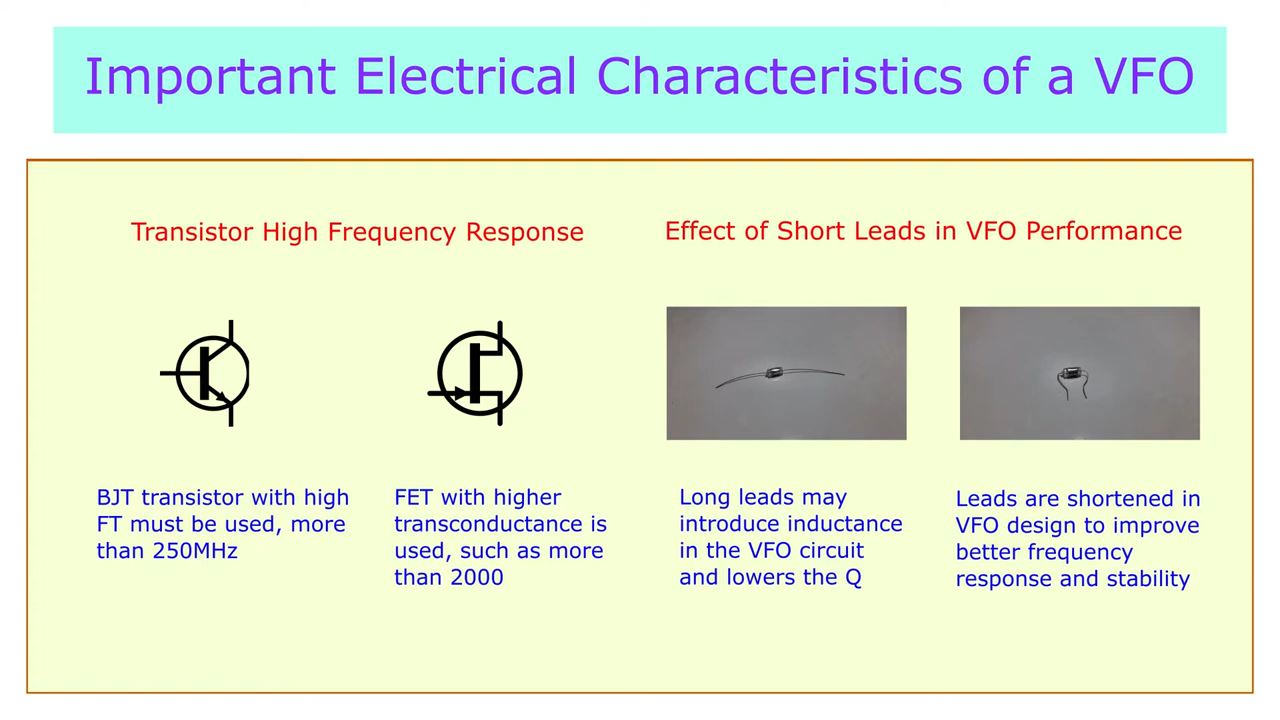 Important Electrical Characteristics of a VFO
Transistor High Frequency Response
BJT transistor with high
FT must be used, more
than 250MHz
FET with higher
transconductance is
used, such as more
than 2000
Effect of Short Leads in VFO Performance
Long leads may
introduce inductance
in the VFO circuit
and lowers the Q
Leads are shortened in
VFO design to improve
better frequency
response and stability